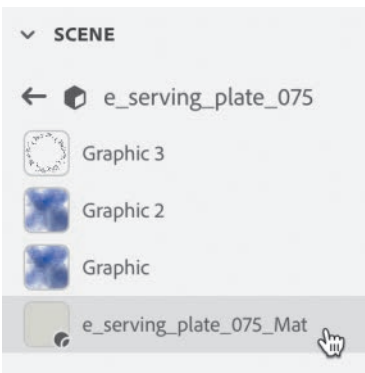 SCENE
e_serving_plate_075
Graphic 3
Graphic 2
Graphic
e_serving_plate_075_Mat